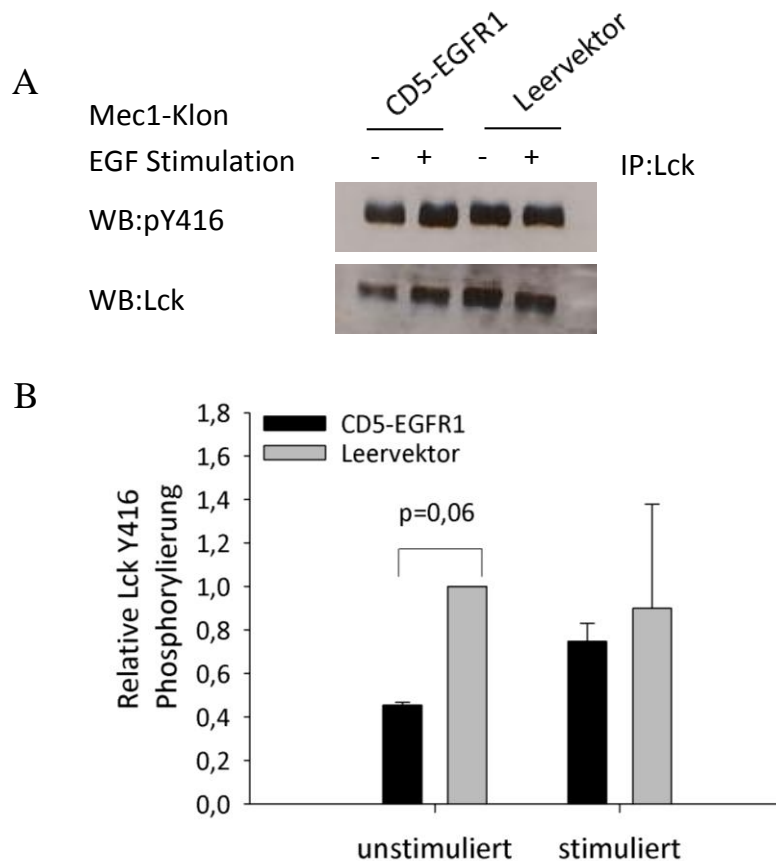 A
CD5-EGFR1
Leervektor
Mec1-Klon
EGF Stimulation - + - + IP:Lck
WB:pY416
WB:Lck
B
CD5-EGFR1
Leervektor
Relative Lck Y416
Phosphorylierung
1,8
1,6
1,4
1,2
1,0
0,8
0,6
0,4
0,2
0,0
p=0,06
unstimuliert stimuliert